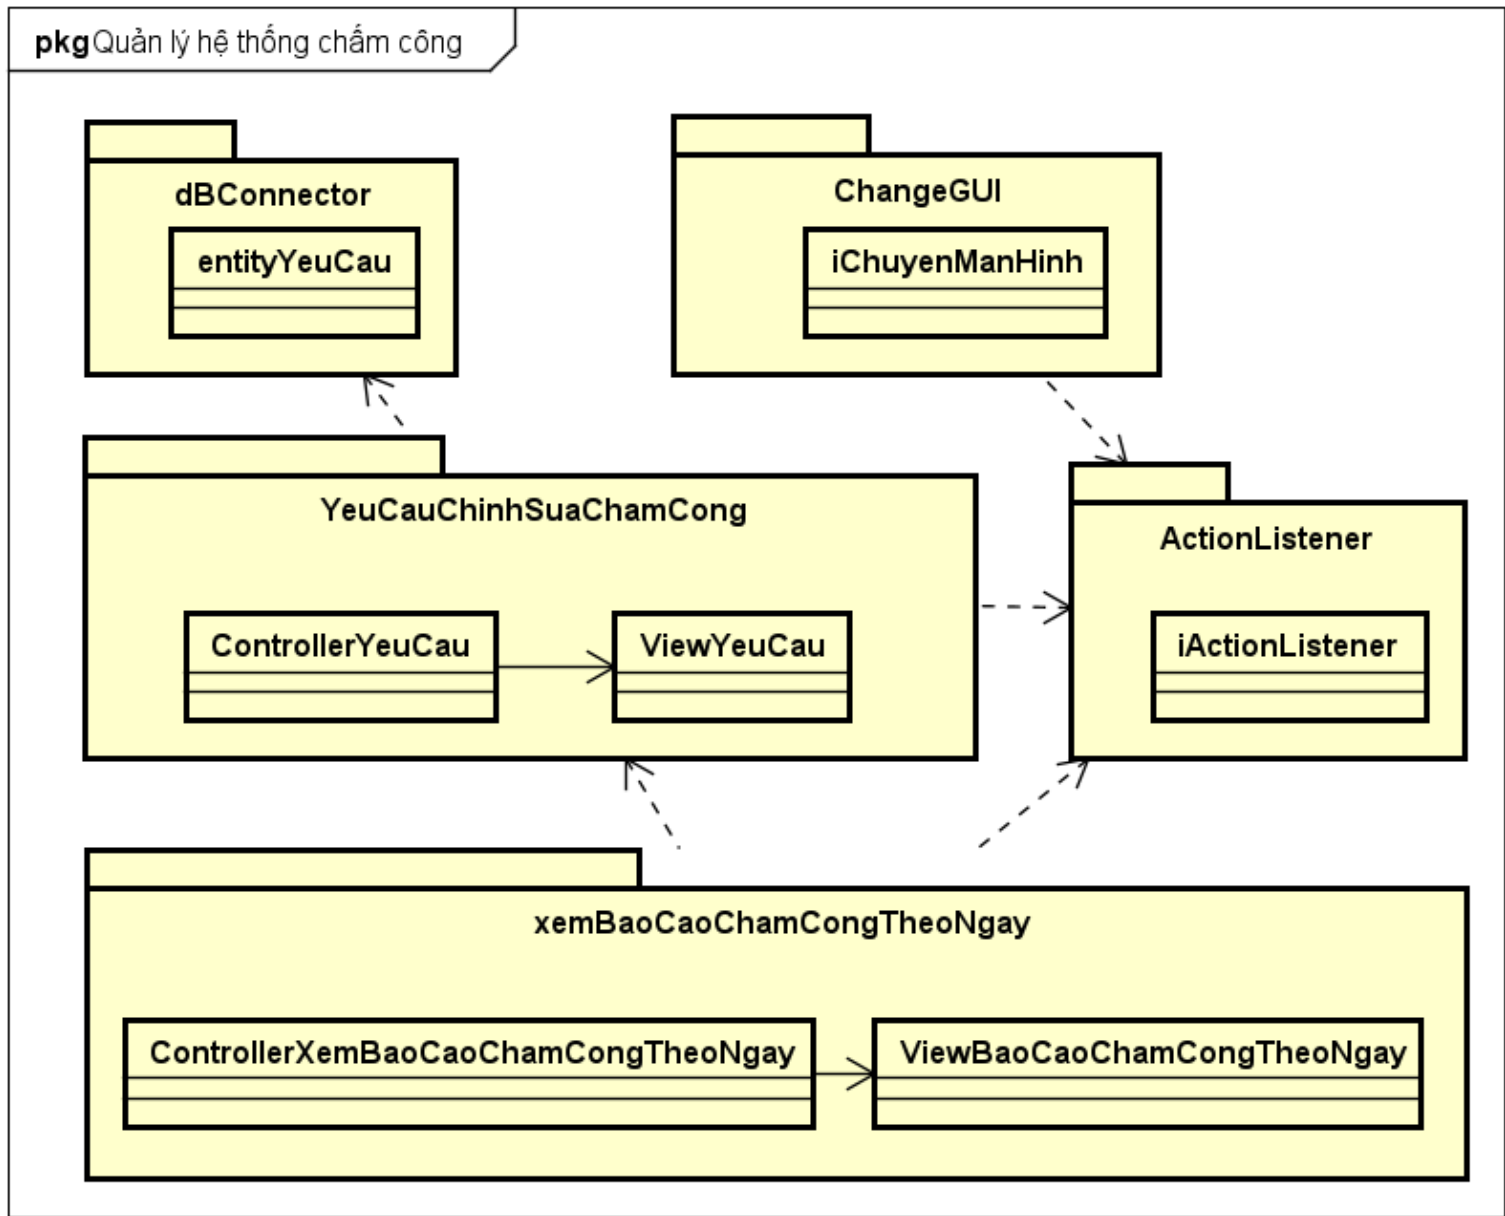 pkg Quản lý hệ thống chấm công
dBConnector
entityYeuCau
ChangeGUI
iChuyenManHinh
YeuCauChinhSuaChamCong
ControllerYeuCau
ViewYeuCau
ActionListener
iActionListener
xemBaoCaoChamCongTheoNgay
ControllerXemBaoCaoChamCongTheoNgay
ViewBaoCaoChamCongTheoNgay